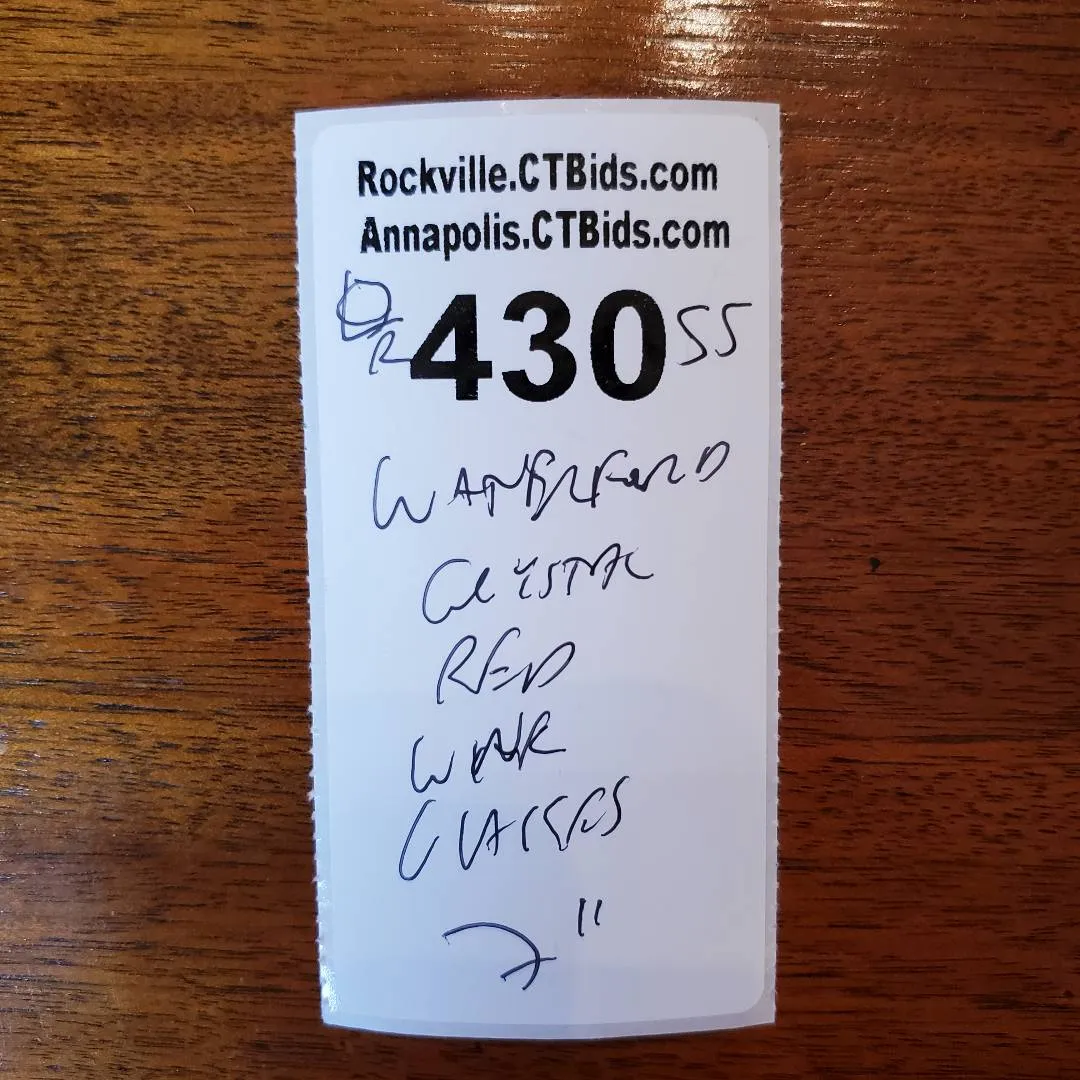 Rockville.CTBids.com
Annapolis.CTBids.com
430 55
WATERFORD
CRYSTAL
RED
WINE
GLASSES
7"